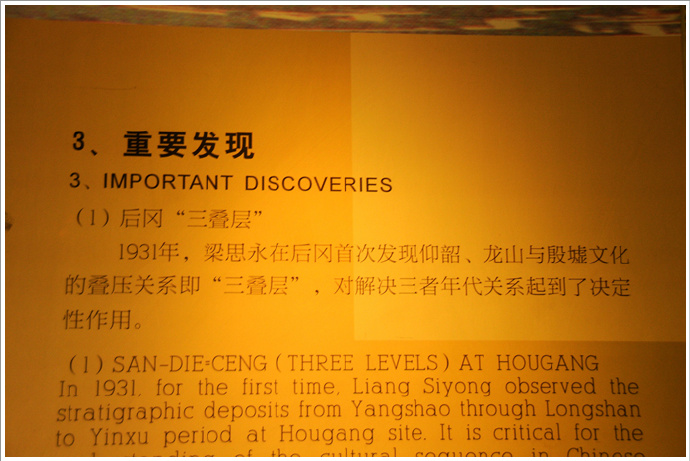 3、重要发现
3、IMPORTANT DISCOVERIES
（1）后冈“三叠层”
1931年，梁思永在后冈首次发现仰韶、龙山与殷墟文化
的叠压关系即“三叠层”，对解决三者年代关系起到了决定
性作用。
(1) SAN-DIE-CENG (THREE LEVELS) AT HOUGANG
In 1931, for the first time, Liang Siyong observed the
stratigraphic deposits from Yangshao through Longshan
to Yinxu period at Hougang site. It is critical for the
understanding of the cultural sequence in Chinese